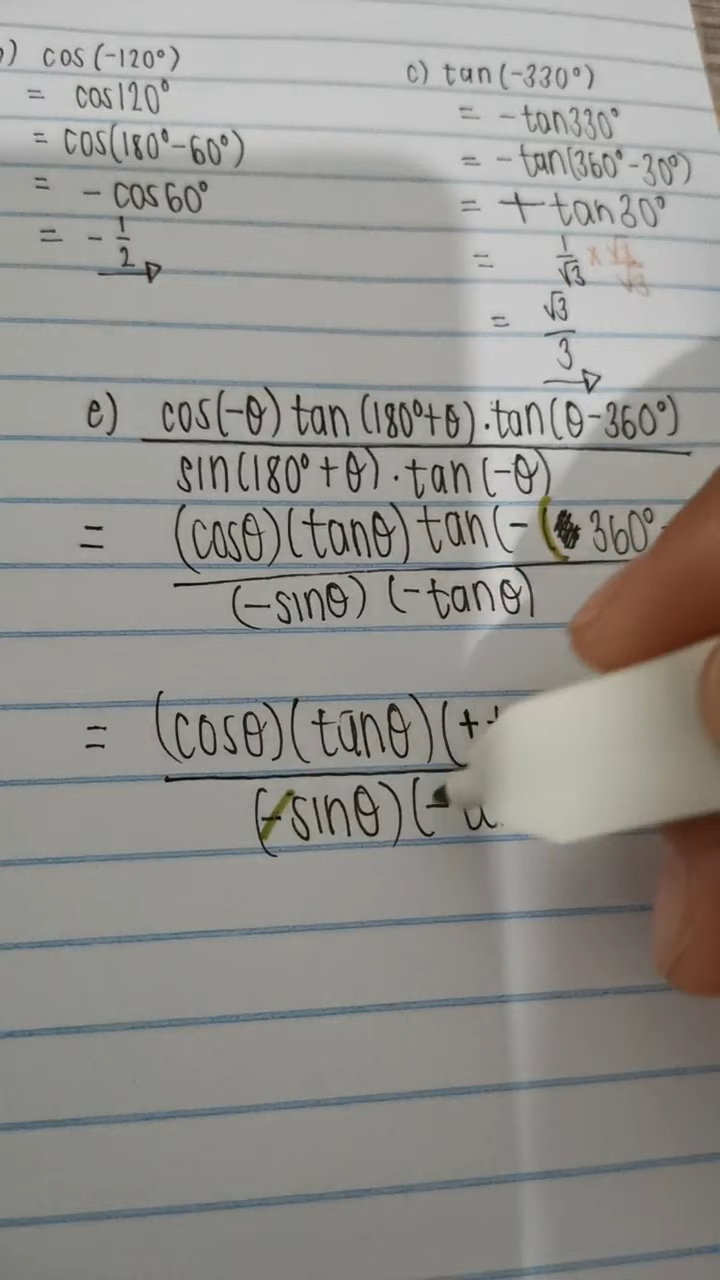 ) cos(-120°)
= cos120°
= cos(180°-60°)
= -cos60°
= -1/2
c) tan(-330°)
= -tan330°
= -tan(360°-30°)
= +tan30°
= 1/√3 ×
= √3/3
e) cos(-θ) tan(180°+θ).tan(θ-360°)
sin(180°+θ).tan(-θ)
= (cosθ)(tanθ) tan(-( 360°
(-sinθ) (-tanθ)
= (cosθ)(tanθ)(+
(-sinθ)(-